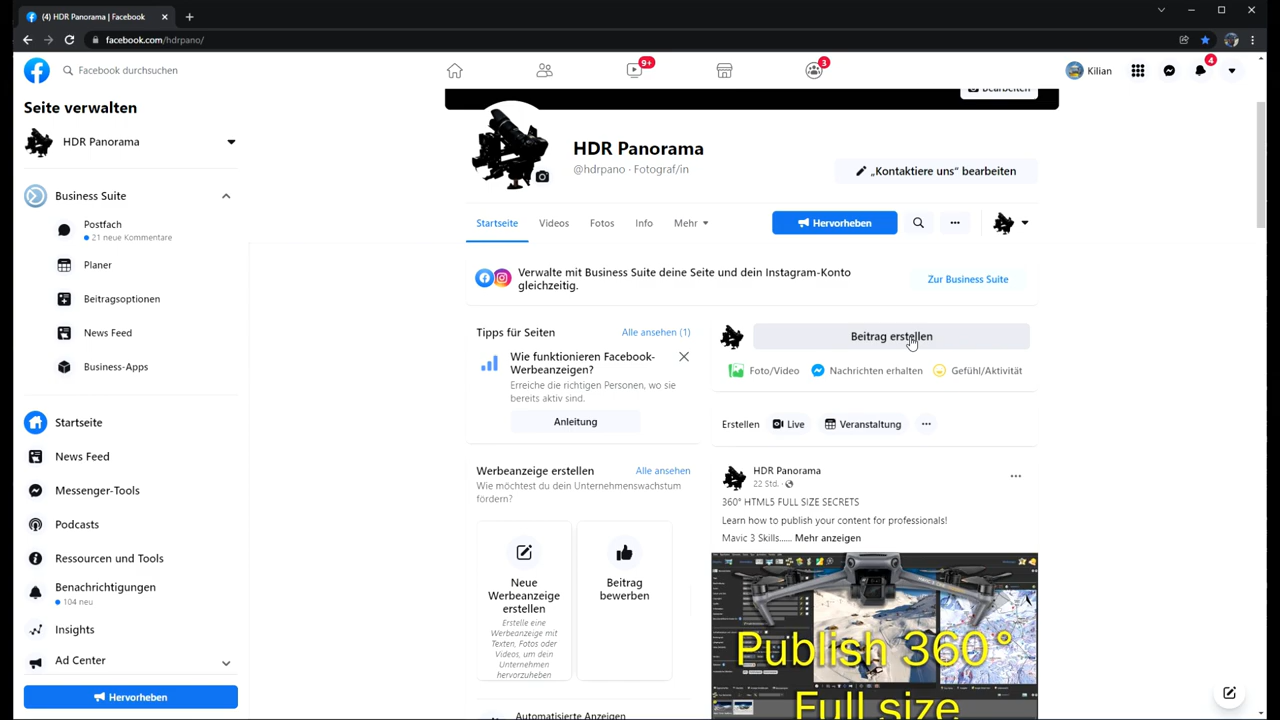 (4) HDR Panorama | Facebook
facebook.com/hdrpano/
Facebook durchsuchen
9+
3
Kilian
4
Seite verwalten
HDR Panorama
Business Suite
Postfach
21 neue Kommentare
Planer
Beitragsoptionen
News Feed
Business-Apps
Startseite
News Feed
Messenger-Tools
Podcasts
Ressourcen und Tools
Benachrichtigungen
104 neu
Insights
Ad Center
Hervorheben
Bearbeiten
HDR Panorama
@hdrpano · Fotograf/in
„Kontaktiere uns“ bearbeiten
Startseite Videos Fotos Info Mehr
Hervorheben
Verwalte mit Business Suite deine Seite und dein Instagram-Konto
gleichzeitig.
Zur Business Suite
Tipps für Seiten
Alle ansehen (1)
Wie funktionieren Facebook-
Werbeanzeigen?
Erreiche die richtigen Personen, wo sie
bereits aktiv sind.
Anleitung
Werbeanzeige erstellen
Alle ansehen
Wie möchtest du dein Unternehmenswachstum
fördern?
Neue
Werbeanzeige
erstellen
Erstelle eine
Werbeanzeige mit
Texten, Fotos oder
Videos, um dein
Unternehmen
hervorzuheben
Beitrag
bewerben
Automatisierte Anzeigen
Beitrag erstellen
Foto/Video
Nachrichten erhalten
Gefühl/Aktivität
Erstellen
Live
Veranstaltung
HDR Panorama
22 Std. ·
360° HTML5 FULL SIZE SECRETS
Learn how to publish your content for professionals!
Mavic 3 Skills...... Mehr anzeigen
Publish 360°
Full size